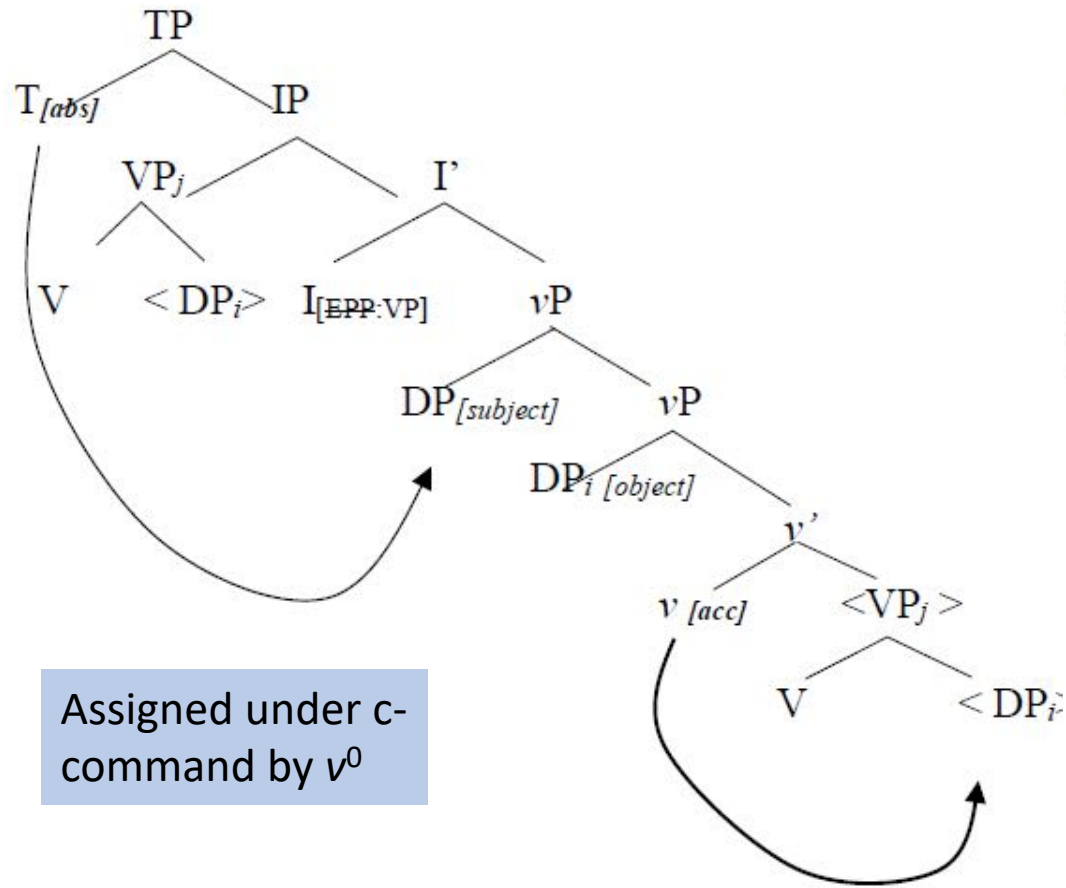 TP
T[abs] IP
VPj I'
V < DPi> I[EPP:VP] vP
DP[subject] vP
DPi [object]
v'
v [acc] <VPj >
V < DPi>
Assigned under c-
command by v⁰